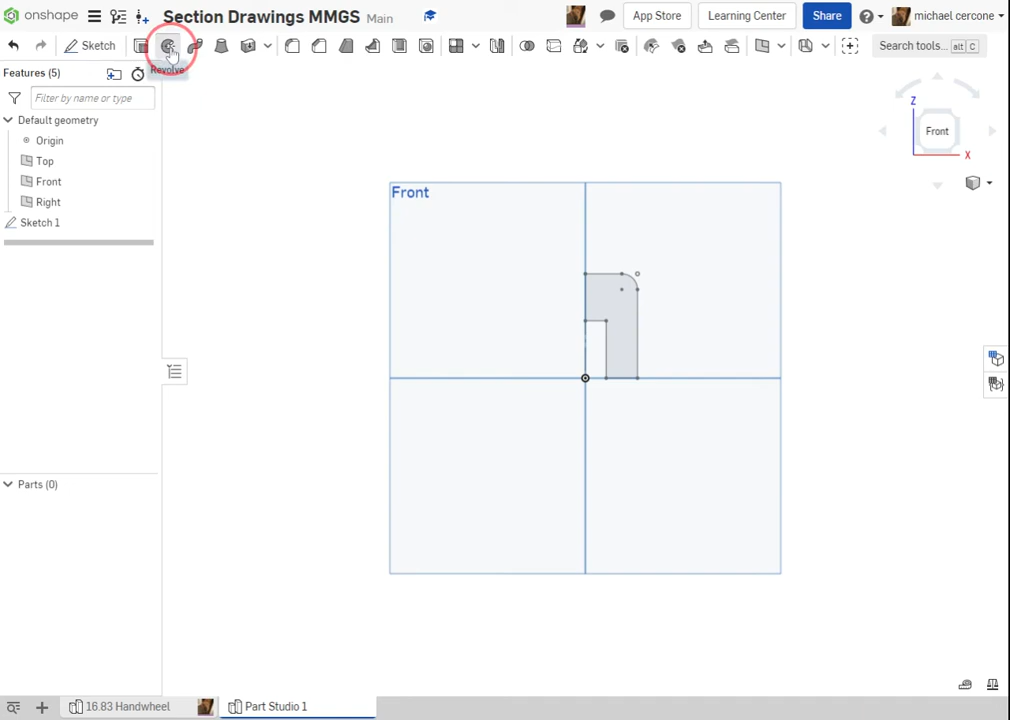 onshape Section Drawings MMGS Main App Store Learning Center Share michael cercone
Sketch Search tools... alt C
Revolve
Features (5)
Filter by name or type
Default geometry
Origin
Top
Front
Right
Sketch 1
Parts (0)
Front
Z
Front
X
16.83 Handwheel Part Studio 1